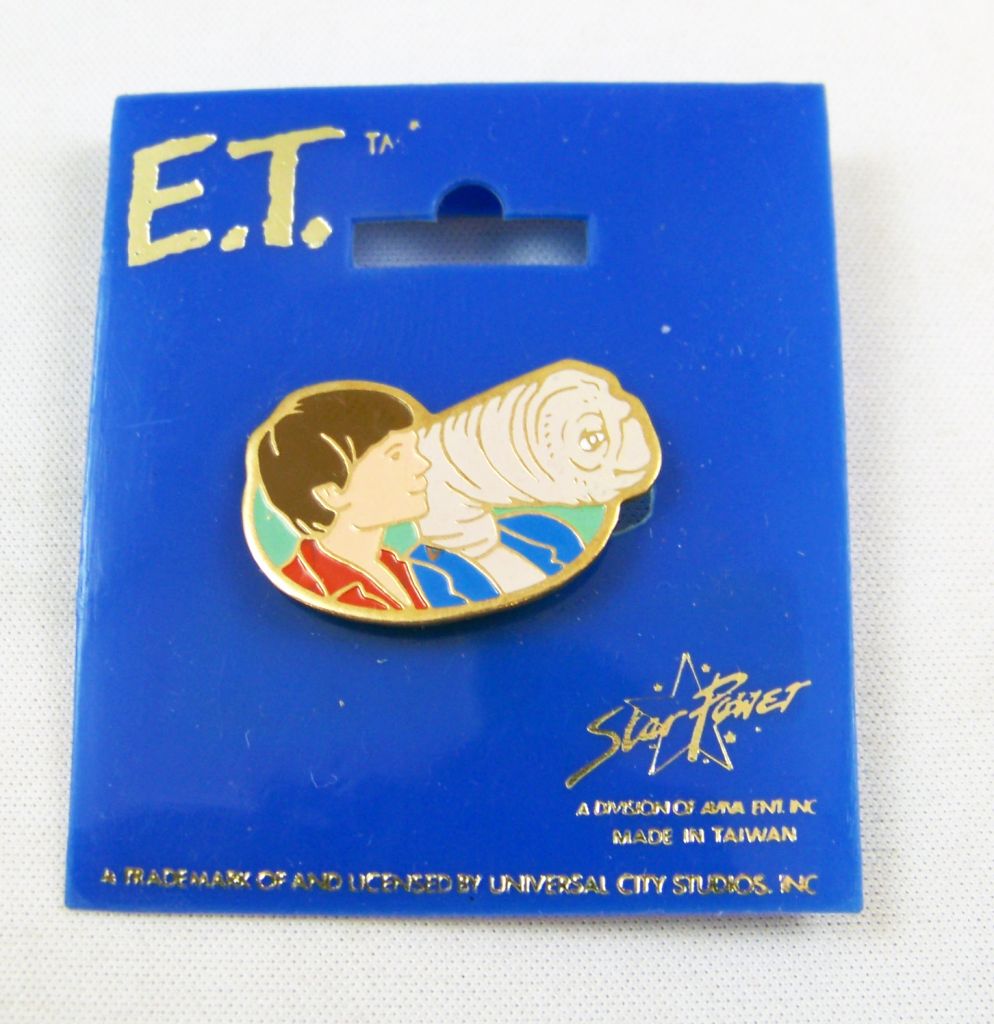 E.T. TM
Star Power
A DIVISION OF AVIVA ENT. INC
MADE IN TAIWAN
A TRADEMARK OF AND LICENSED BY UNIVERSAL CITY STUDIOS, INC